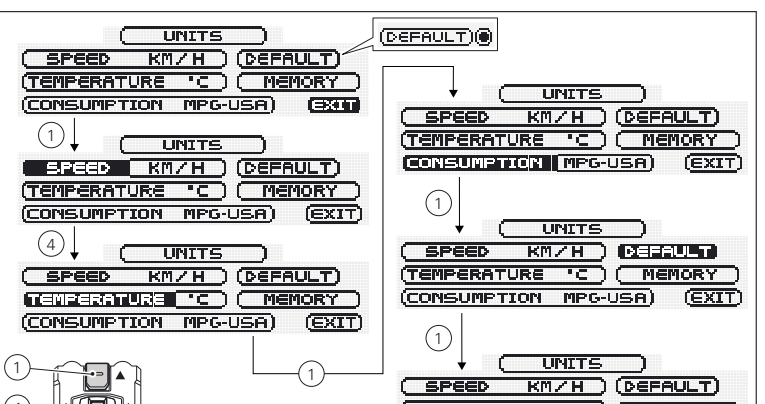 UNITS
SPEED KM/H DEFAULT
TEMPERATURE °C MEMORY
CONSUMPTION MPG-USA EXIT
DEFAULT
1
UNITS
SPEED KM/H DEFAULT
TEMPERATURE °C MEMORY
CONSUMPTION MPG-USA EXIT
4
UNITS
SPEED KM/H DEFAULT
TEMPERATURE °C MEMORY
CONSUMPTION MPG-USA EXIT
1
1
UNITS
SPEED KM/H DEFAULT
TEMPERATURE °C MEMORY
CONSUMPTION MPG-USA EXIT
1
UNITS
SPEED KM/H DEFAULT
TEMPERATURE °C MEMORY
CONSUMPTION MPG-USA EXIT
1
UNITS
SPEED KM/H DEFAULT